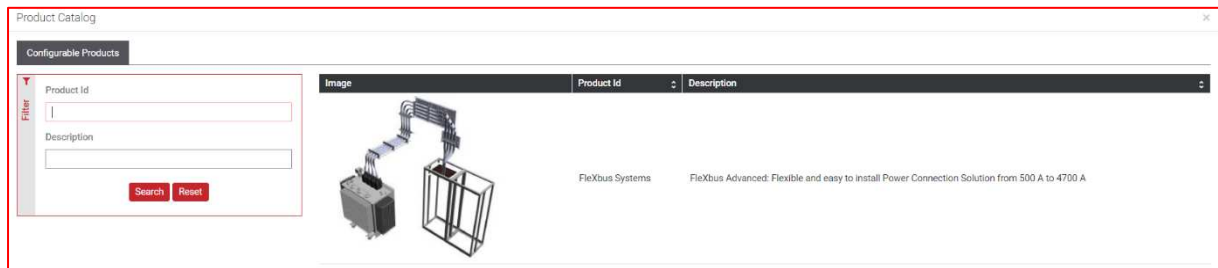 Product Catalog
Configurable Products
Filter
Product Id
Description
Search Reset
Image Product Id Description
FleXbus Systems FleXbus Advanced: Flexible and easy to install Power Connection Solution from 500 A to 4700 A